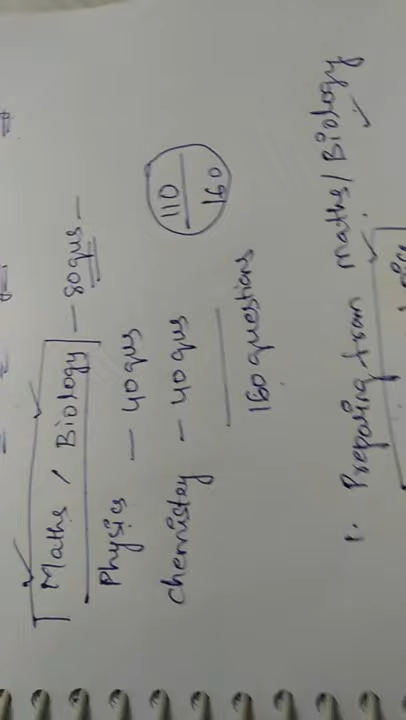 Maths / Biology — 80 qus —
Physics — 40 qus
chemistry — 40 qus
160 questions
110
160
1. Preparing from maths / Biology